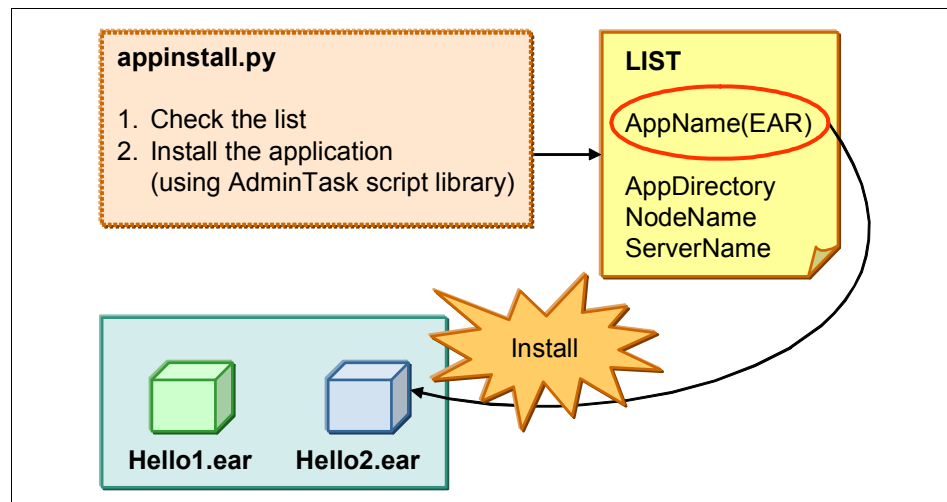 appinstall.py
1. Check the list
2. Install the application
(using AdminTask script library)
LIST
AppName(EAR)
AppDirectory
NodeName
ServerName
Install
Hello1.ear
Hello2.ear